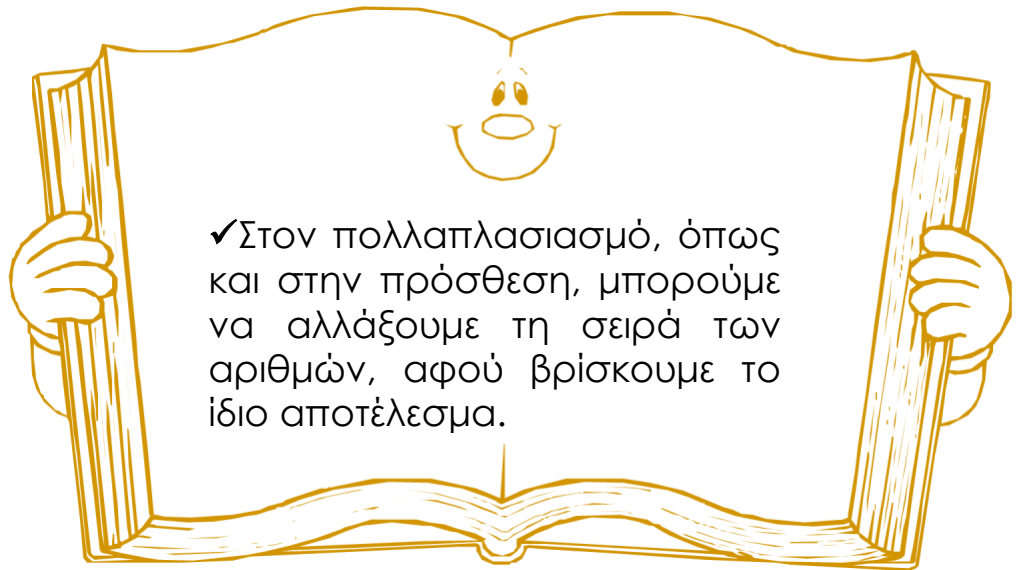 ✓Στον πολλαπλασιασμό, όπως
και στην πρόσθεση, μπορούμε
να αλλάξουμε τη σειρά των
αριθμών, αφού βρίσκουμε το
ίδιο αποτέλεσμα.